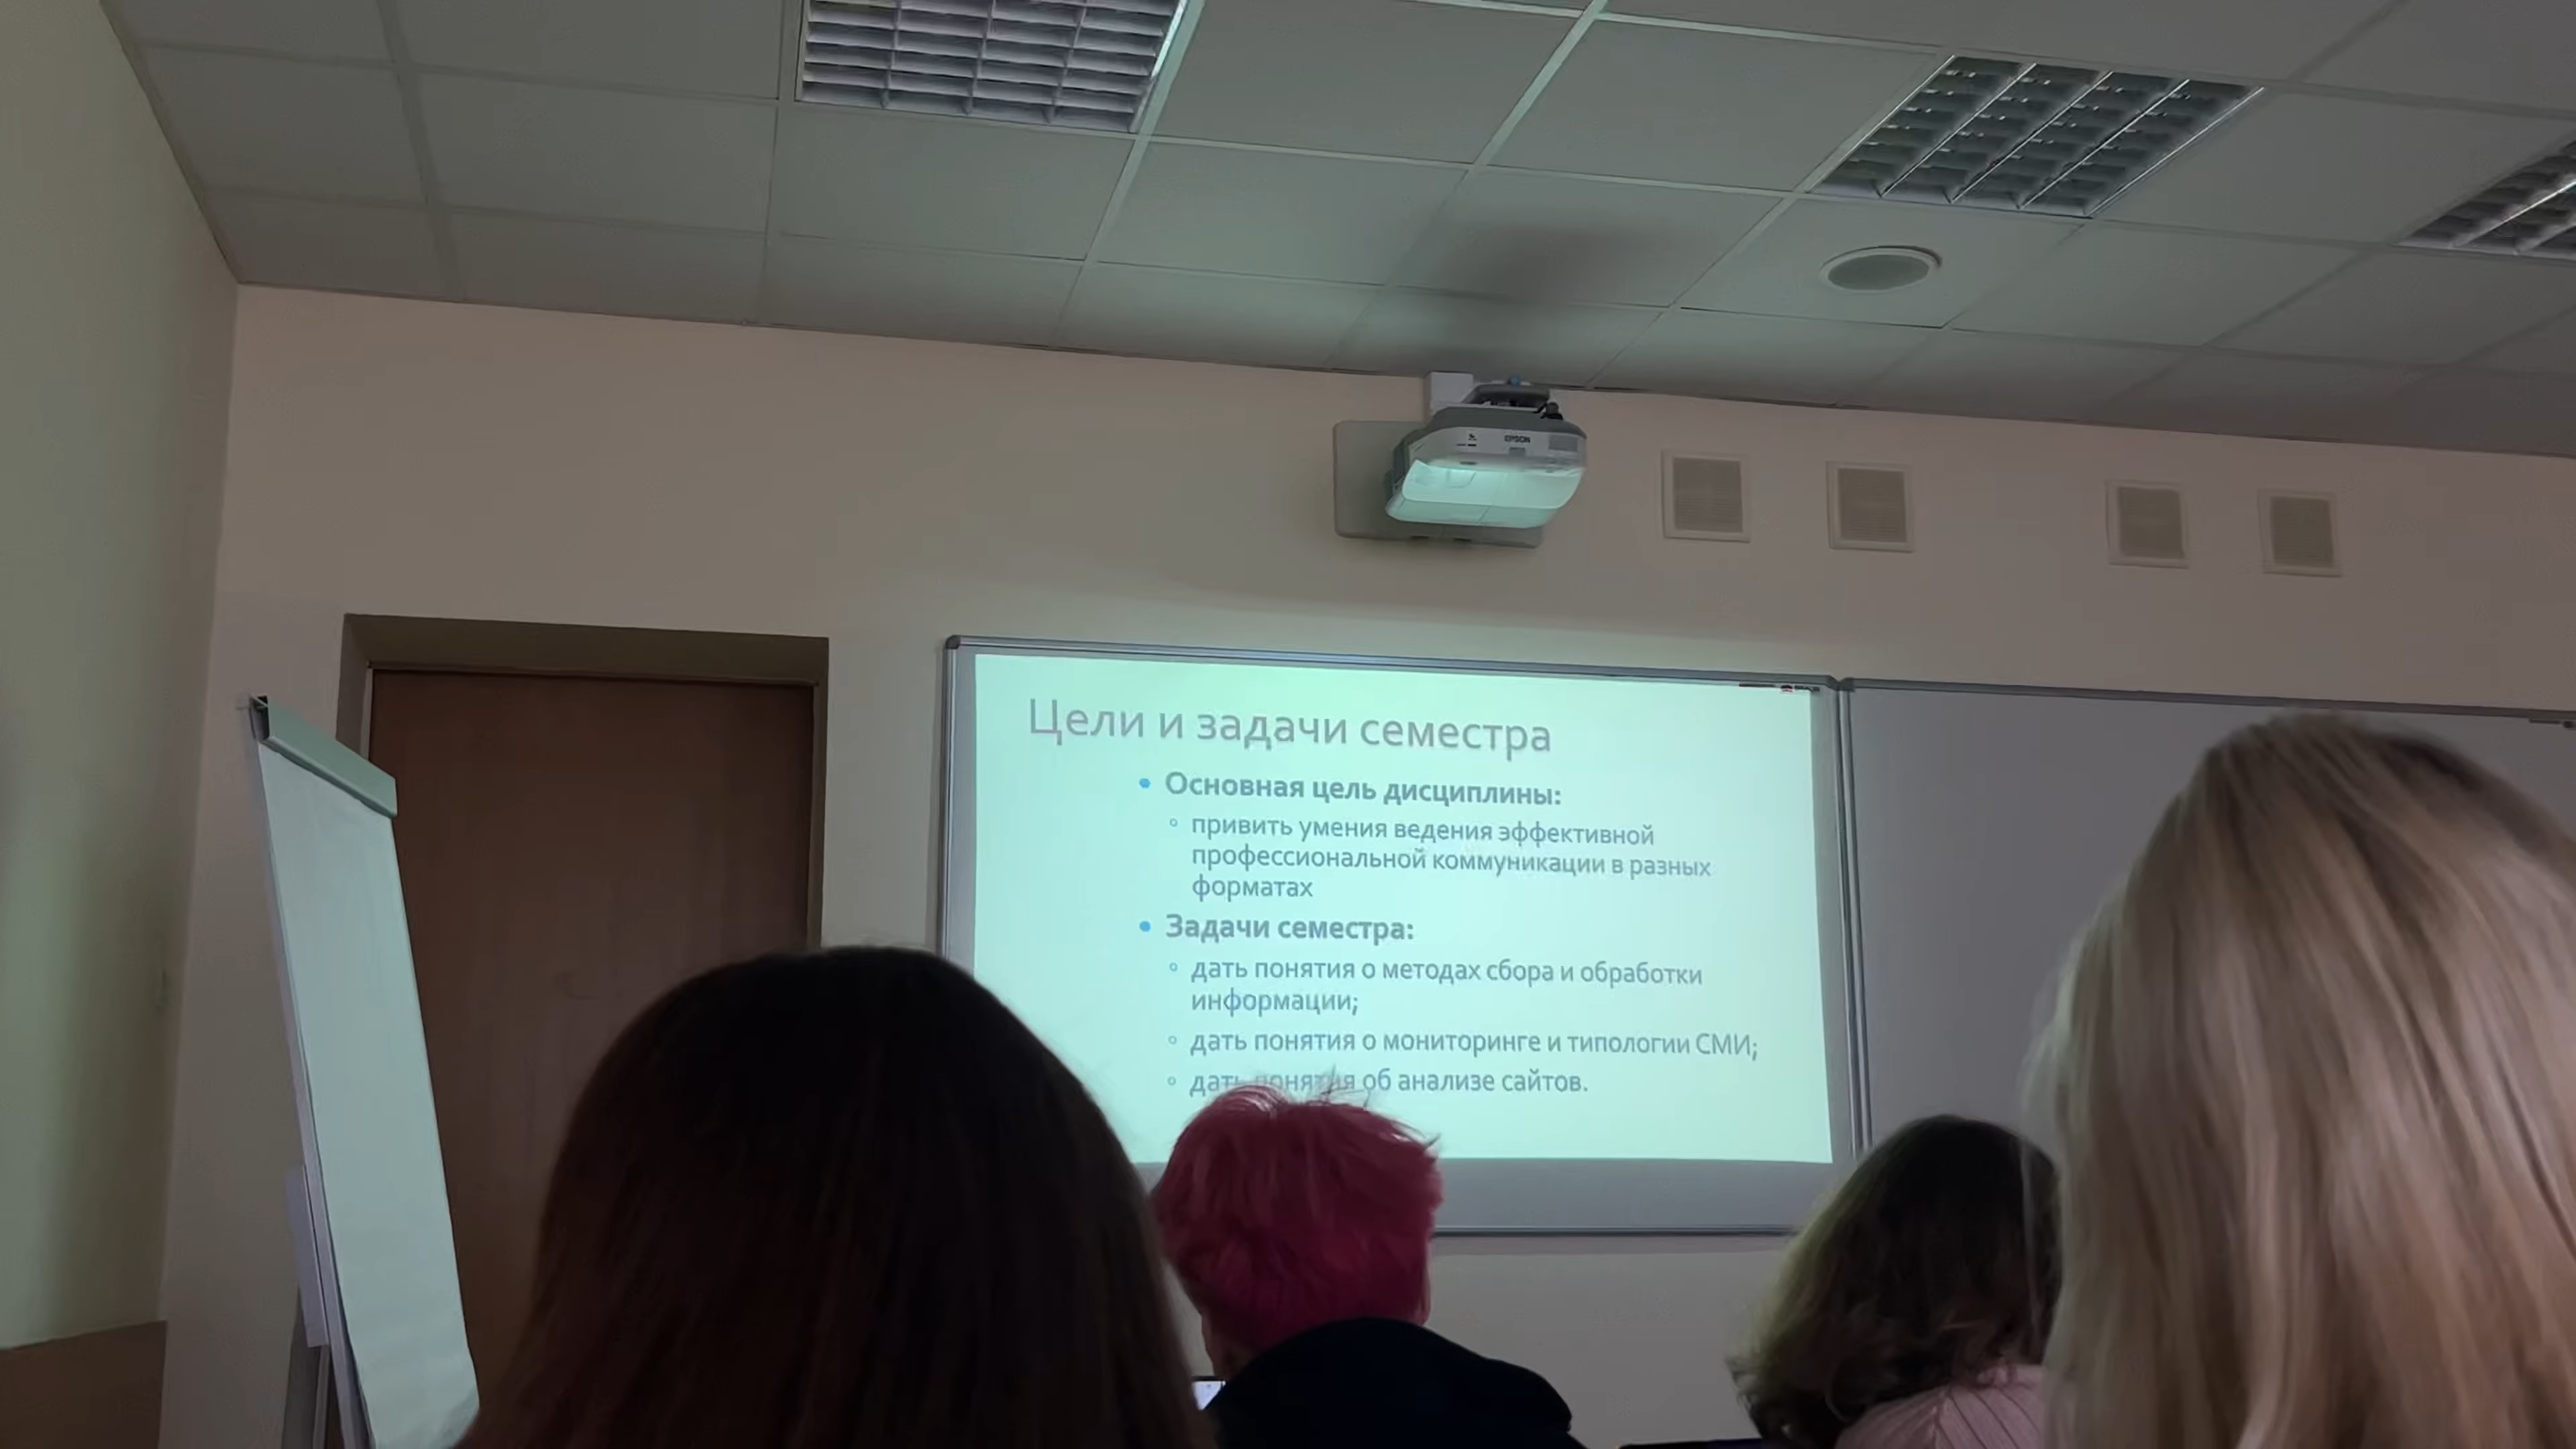 EPSON
Цели и задачи семестра
Основная цель дисциплины:
привить умения ведения эффективной
профессиональной коммуникации в разных
форматах
Задачи семестра:
дать понятия о методах сбора и обработки
информации;
дать понятия о мониторинге и типологии СМИ;
дать понятия об анализе сайтов.